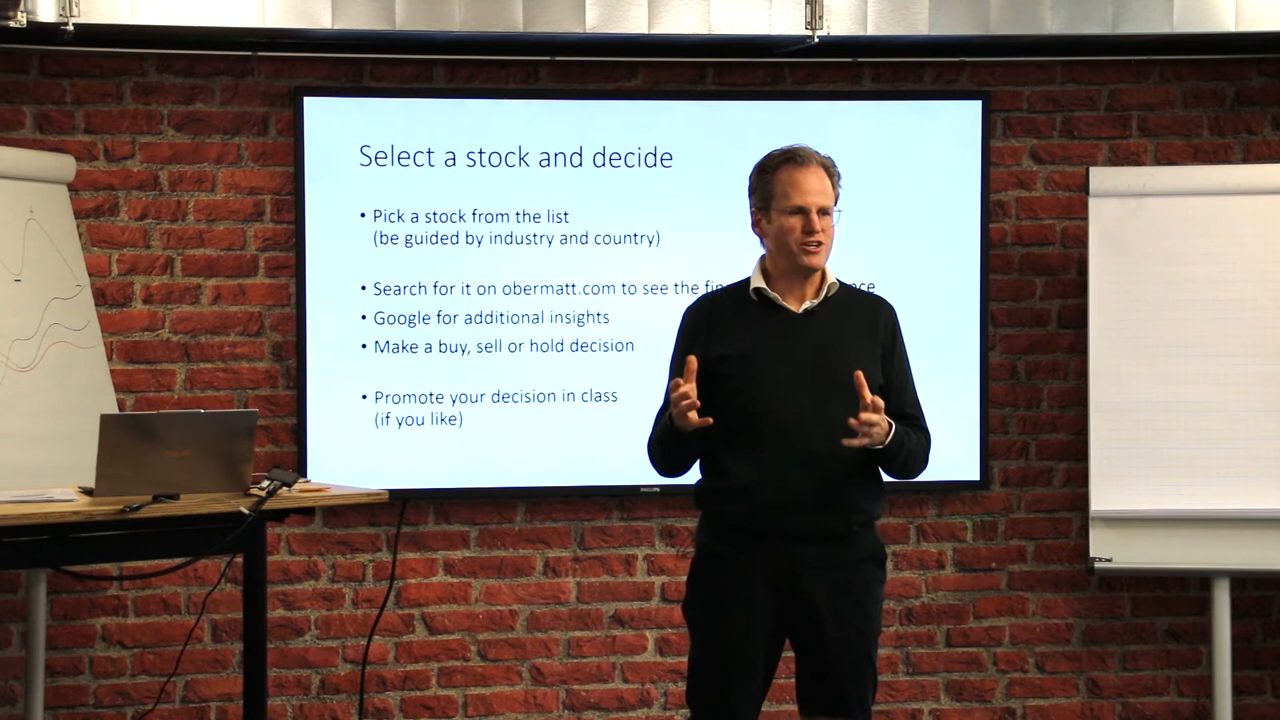 Select a stock and decide
• Pick a stock from the list
(be guided by industry and country)
• Search for it on obermatt.com to see the
• Google for additional insights
• Make a buy, sell or hold decision
• Promote your decision in class
(if you like)
PHILIPS